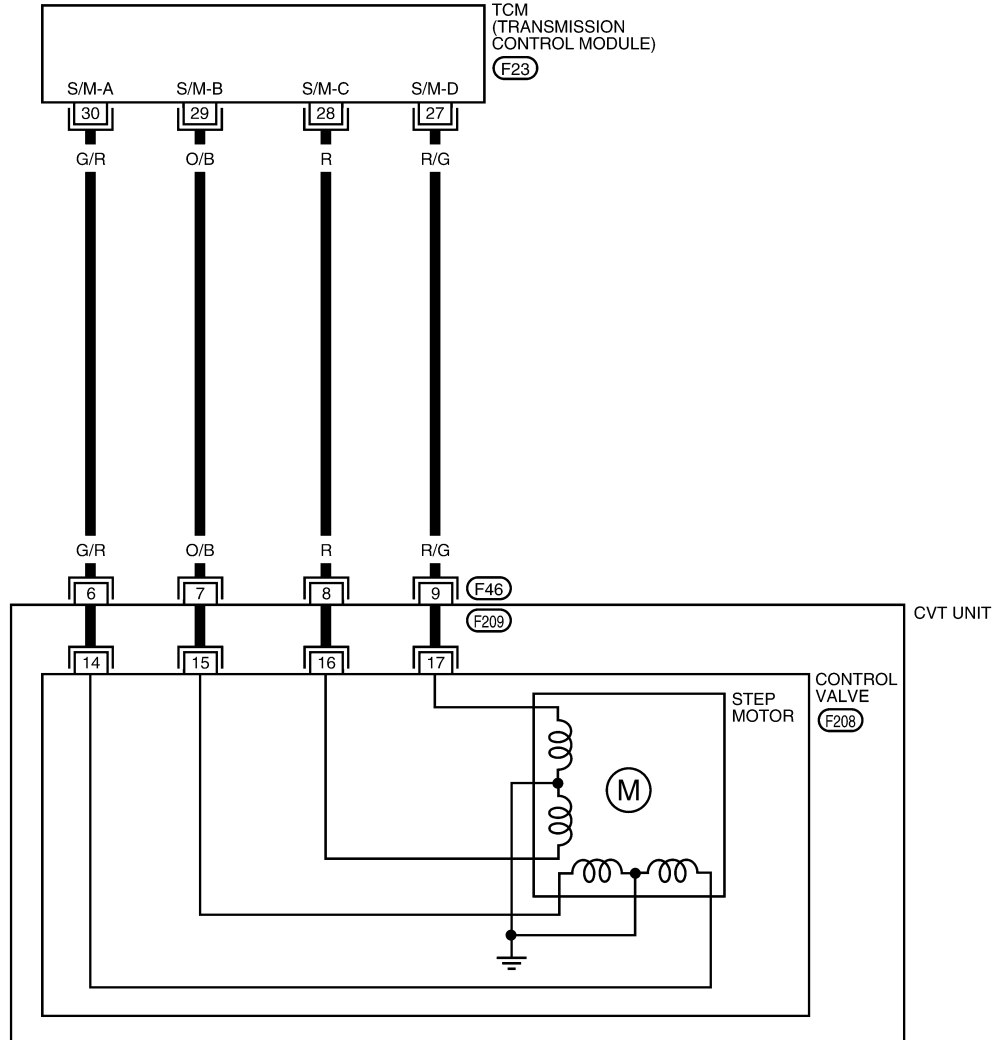 TCM
(TRANSMISSION
CONTROL MODULE)
F23
S/M-A S/M-B S/M-C S/M-D
30 29 28 27
G/R O/B R R/G
G/R O/B R R/G
6 7 8 9 F46
F209
CVT UNIT
14 15 16 17
CONTROL
VALVE
F208
STEP
MOTOR
M